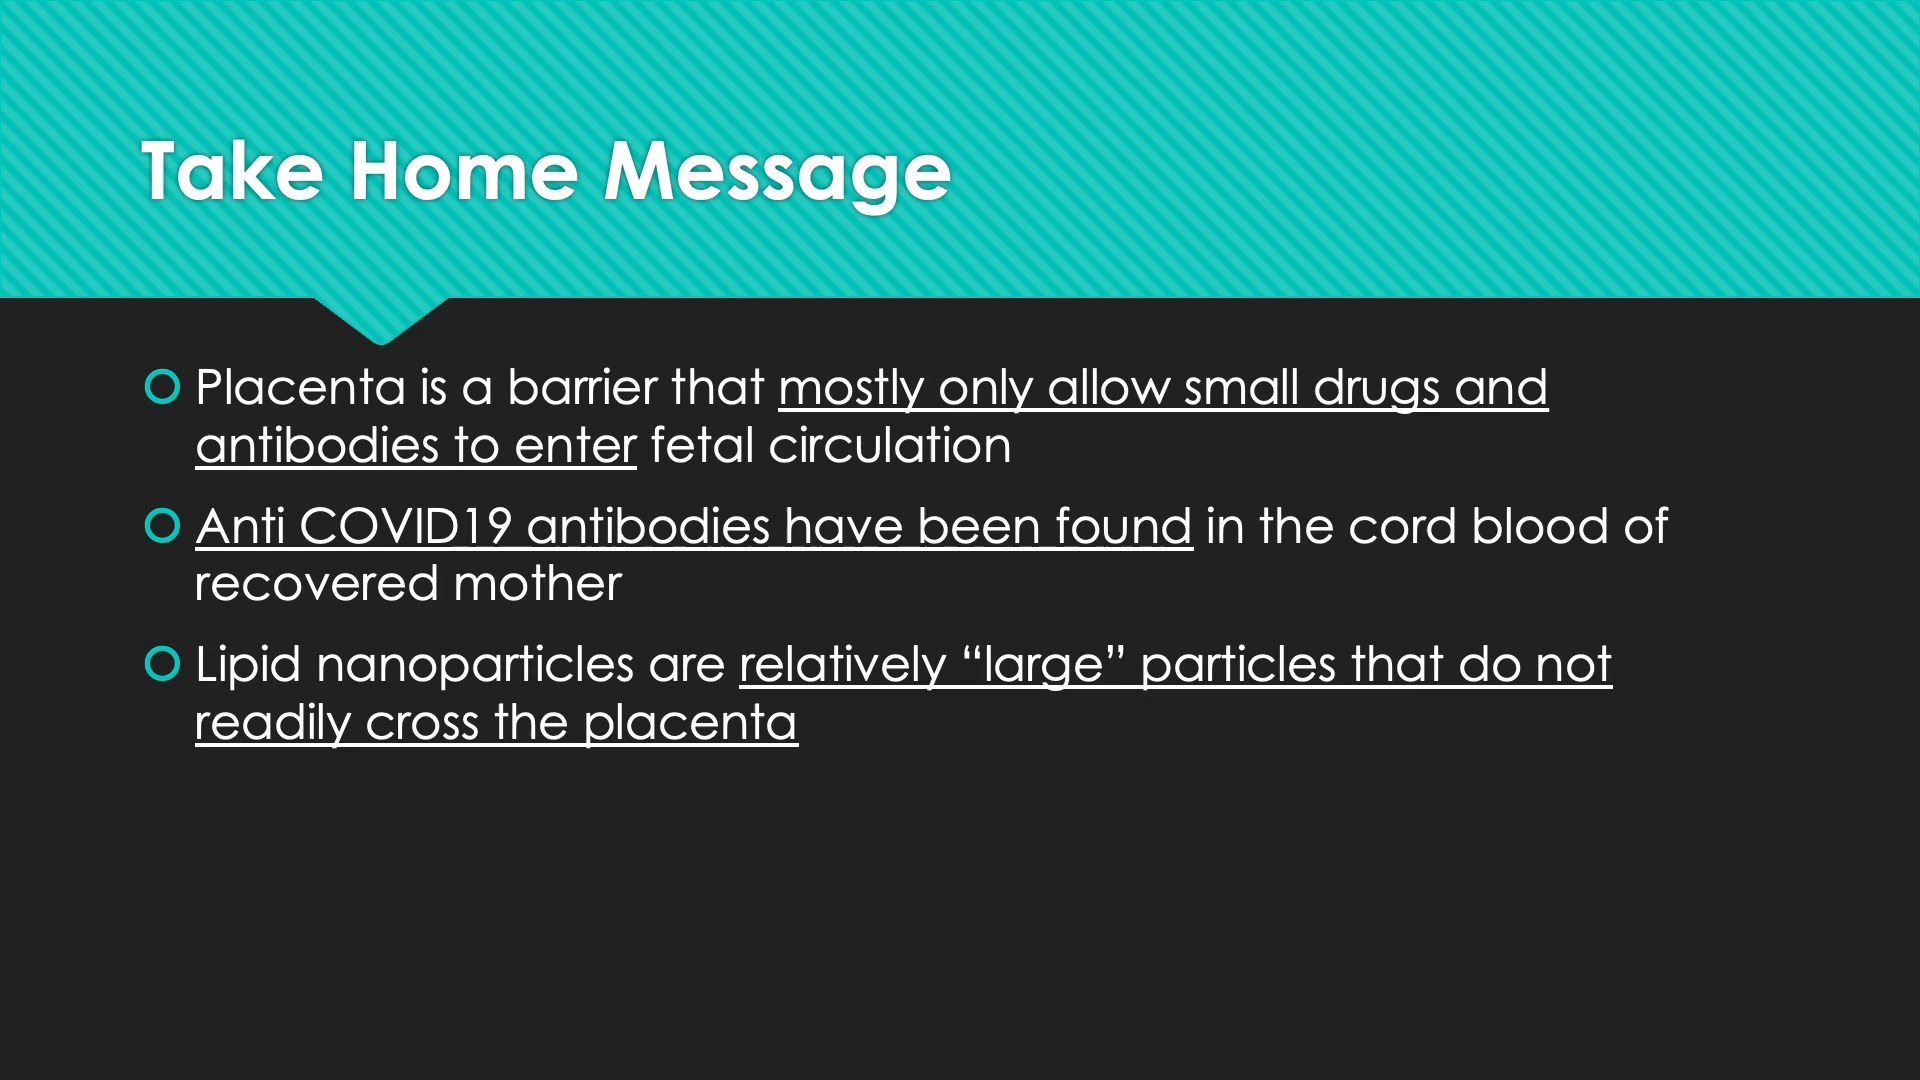 Take Home Message
Placenta is a barrier that mostly only allow small drugs and
antibodies to enter fetal circulation
Anti COVID19 antibodies have been found in the cord blood of
recovered mother
Lipid nanoparticles are relatively “large” particles that do not
readily cross the placenta